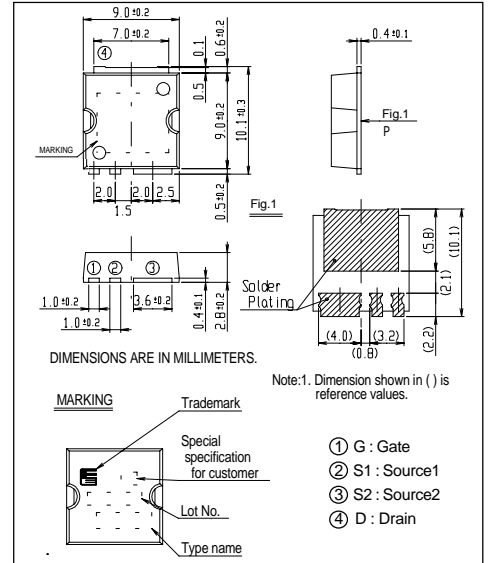 9.0±0.2
7.0±0.2
④
0.1
0.6±0.2
0.5
9.0±0.2
10.1±0.3
MARKING
2.0
2.0
2.5
1.5
0.5±0.2
0.4±0.1
Fig.1
P
① ② ③
1.0±0.2
3.6±0.2
1.0±0.2
0.4±0.1
2.8±0.2
DIMENSIONS ARE IN MILLIMETERS.
Fig.1
Solder
Plating
(5.8)
(10.1)
(2.1)
(2.2)
(4.0)
(3.2)
(0.8)
Note:1. Dimension shown in ( ) is
reference values.
MARKING
Trademark
Special
specification
for customer
Lot No.
Type name
① G : Gate
② S1 : Source1
③ S2 : Source2
④ D : Drain